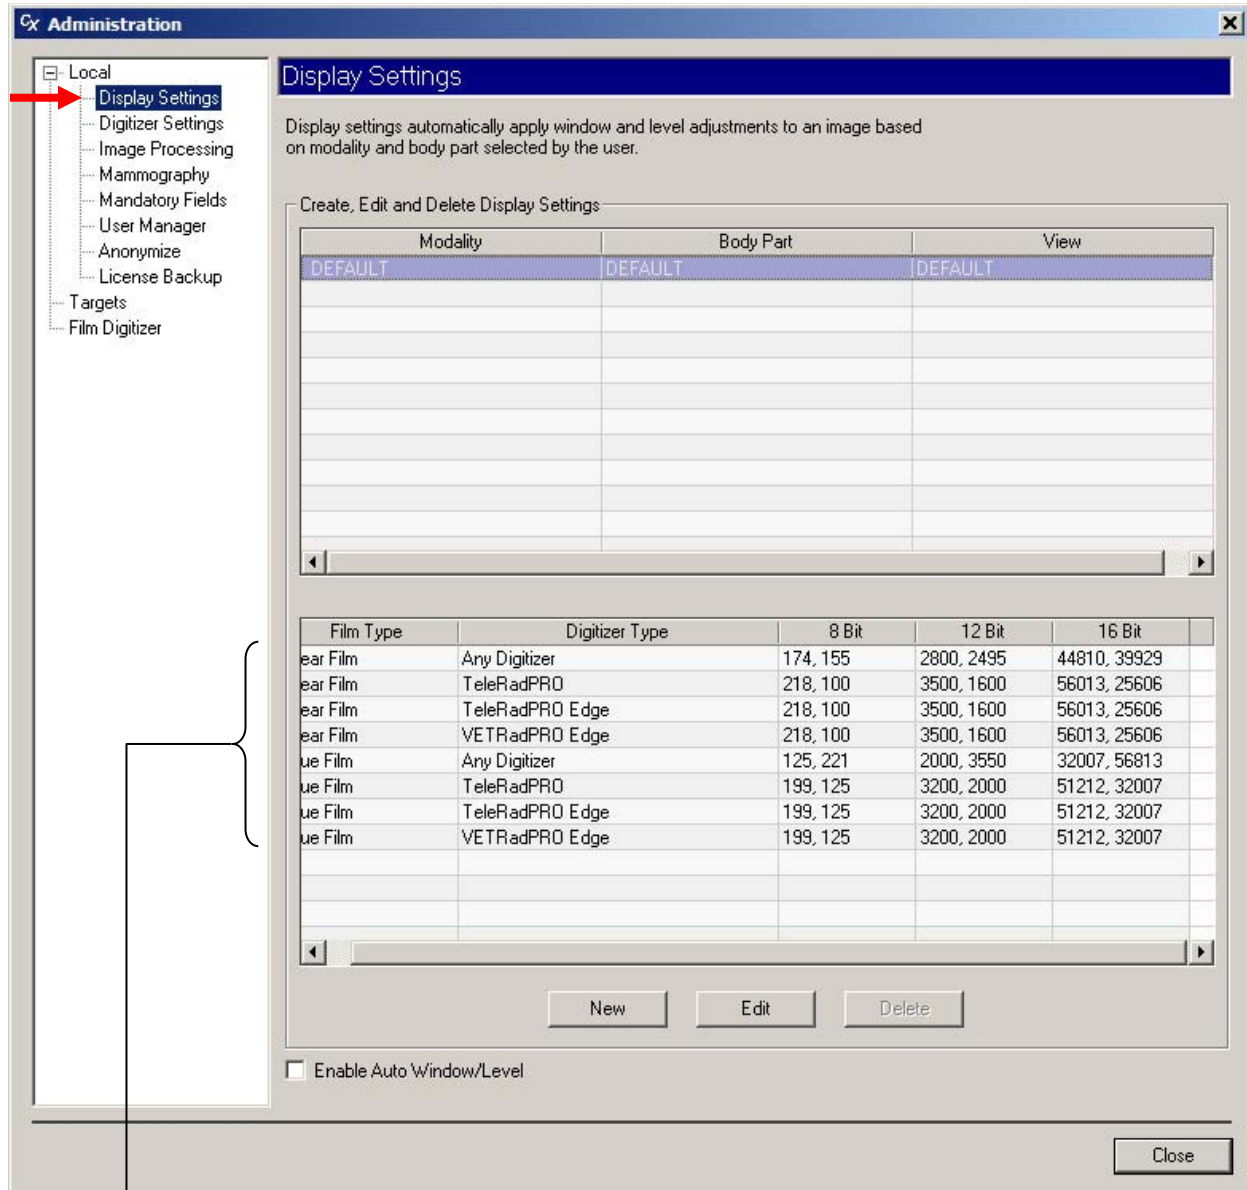 Cx Administration
Local
Display Settings
Digitizer Settings
Image Processing
Mammography
Mandatory Fields
User Manager
Anonymize
License Backup
Targets
Film Digitizer
Display Settings
Display settings automatically apply window and level adjustments to an image based
on modality and body part selected by the user.
Create, Edit and Delete Display Settings
Modality Body Part View
DEFAULT DEFAULT DEFAULT
Film Type Digitizer Type 8 Bit 12 Bit 16 Bit
ear Film Any Digitizer 174, 155 2800, 2495 44810, 39929
ear Film TeleRadPRO 218, 100 3500, 1600 56013, 25606
ear Film TeleRadPRO Edge 218, 100 3500, 1600 56013, 25606
ear Film VETRadPRO Edge 218, 100 3500, 1600 56013, 25606
ue Film Any Digitizer 125, 221 2000, 3550 32007, 56813
ue Film TeleRadPRO 199, 125 3200, 2000 51212, 32007
ue Film TeleRadPRO Edge 199, 125 3200, 2000 51212, 32007
ue Film VETRadPRO Edge 199, 125 3200, 2000 51212, 32007
New Edit Delete
Enable Auto Window/Level
Close